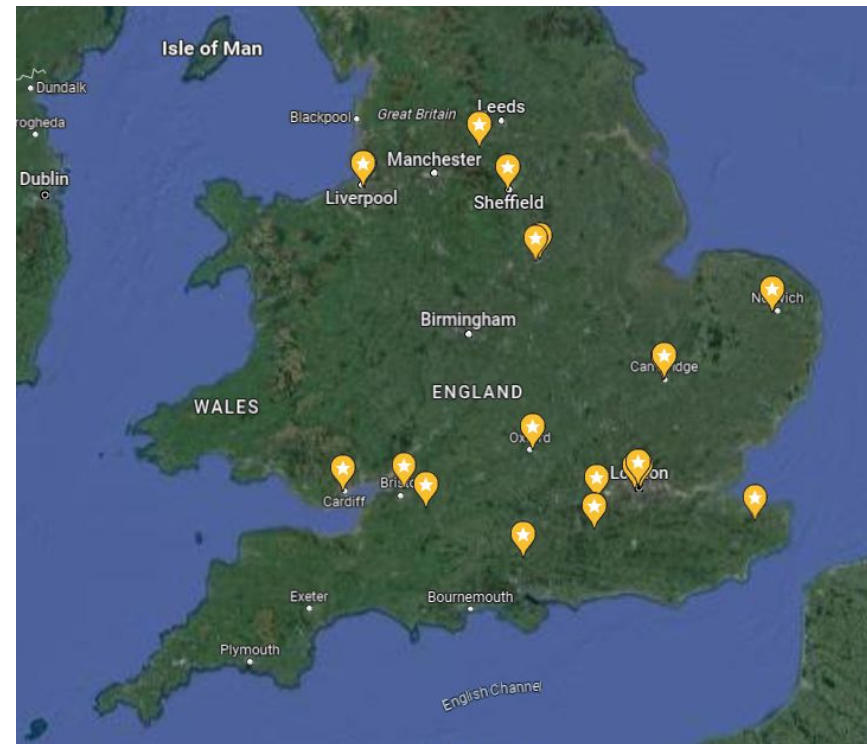 Isle of Man
Dundalk
rogheda
Blackpool
Great Britain
Leeds
Dublin
Manchester
Liverpool
Sheffield
Birmingham
ENGLAND
WALES
Cardiff
Exeter
Bournemouth
Plymouth
English Channel